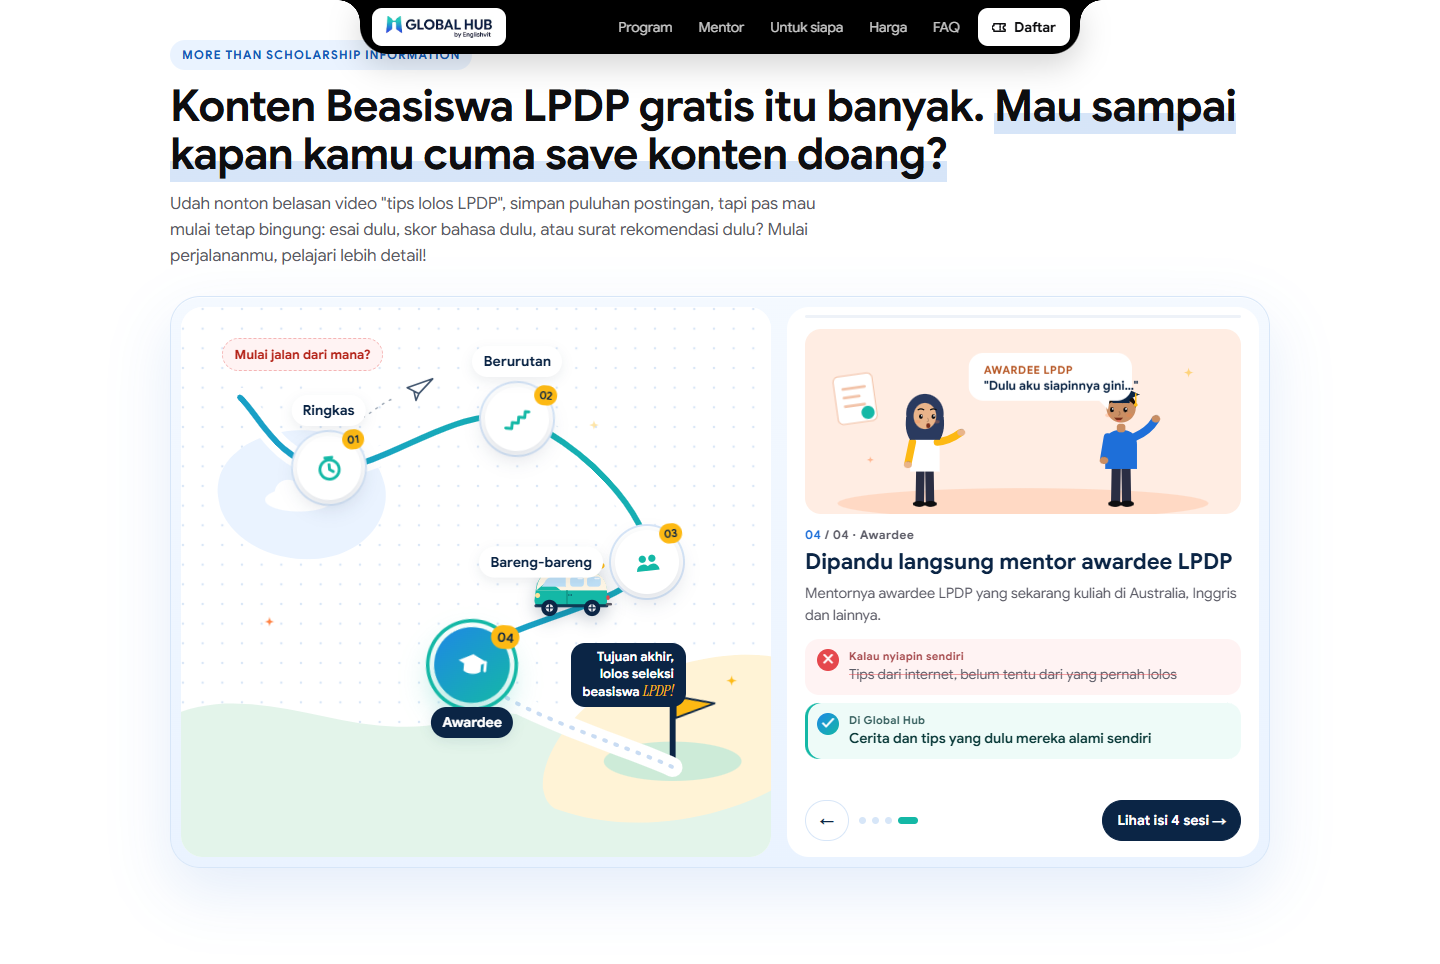 GLOBAL HUB
by Englishvit
Program
Mentor
Untuk siapa
Harga
FAQ
Daftar
MORE THAN SCHOLARSHIP INFORMATION
Konten Beasiswa LPDP gratis itu banyak. Mau sampai
kapan kamu cuma save konten doang?
Udah nonton belasan video "tips lolos LPDP", simpan puluhan postingan, tapi pas mau
mulai tetap bingung: esai dulu, skor bahasa dulu, atau surat rekomendasi dulu? Mulai
perjalananmu, pelajari lebih detail!
Mulai jalan dari mana?
Ringkas
01
Berurutan
02
Bareng-bareng
03
04
Awardee
Tujuan akhir,
lolos seleksi
beasiswa LPDP!
AWARDEE LPDP
"Dulu aku siapinnya gini..."
04 / 04 · Awardee
Dipandu langsung mentor awardee LPDP
Mentornya awardee LPDP yang sekarang kuliah di Australia, Inggris
dan lainnya.
Kalau nyiapin sendiri
Tips dari internet, belum tentu dari yang pernah lolos
Di Global Hub
Cerita dan tips yang dulu mereka alami sendiri
←
Lihat isi 4 sesi →